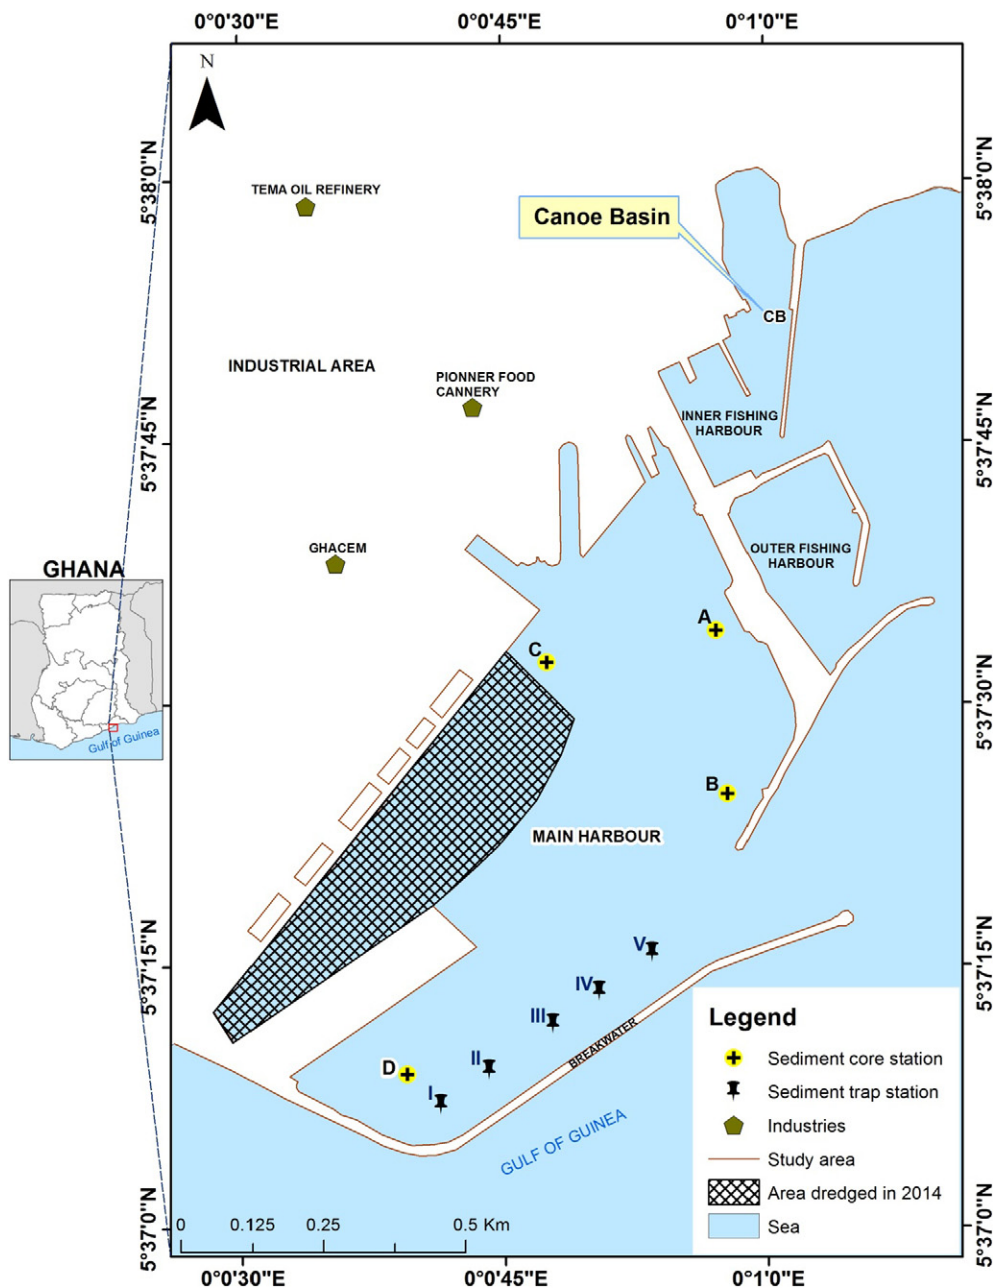 0°0'30"E
0°0'45"E
0°1'0"E
N
5°38'0"N
5°38'0"N
TEMA OIL REFINERY
Canoe Basin
CB
INDUSTRIAL AREA
PIONNER FOOD
CANNERY
INNER FISHING
HARBOUR
5°37'45"N
5°37'45"N
GHACEM
OUTER FISHING
HARBOUR
GHANA
Gulf of Guinea
A
C
5°37'30"N
B
MAIN HARBOUR
5°37'15"N
5°37'15"N
V
IV
III
II
I
D
BREAKWATER
GULF OF GUINEA
Legend
Sediment core station
Sediment trap station
Industries
Study area
Area dredged in 2014
Sea
0
0.125
0.25
0.5 Km
5°37'0"N
5°37'0"N
0°0'30"E
0°0'45"E
0°1'0"E